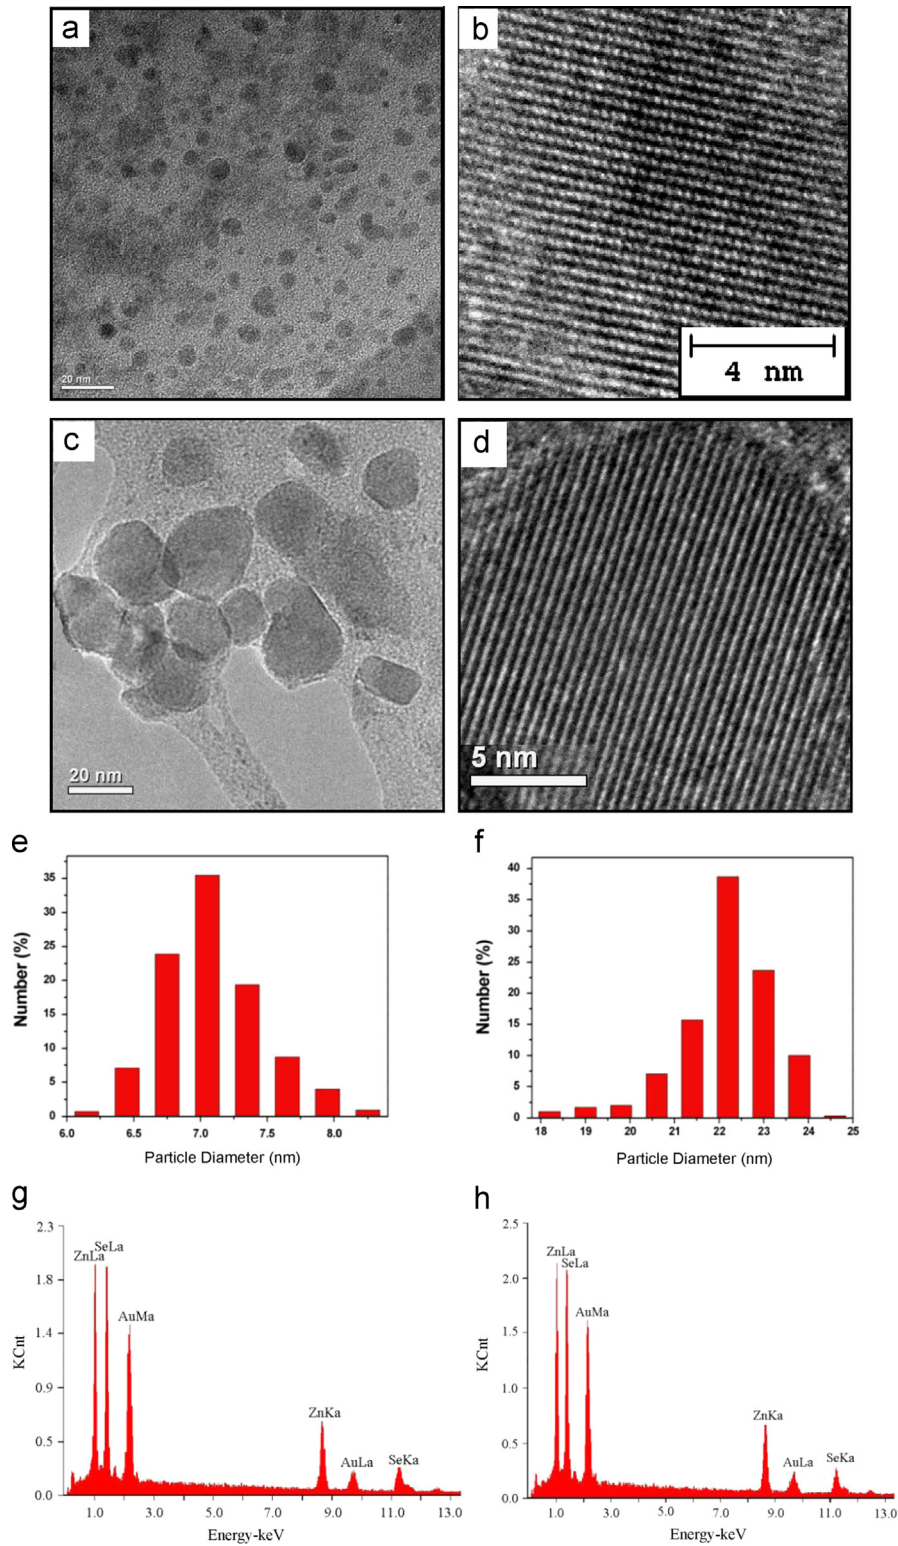 a
b
20 nm
4 nm
c
d
20 nm
5 nm
e
f
35
30
25
20
15
10
5
0
Number (%)
6.0 6.5 7.0 7.5 8.0
Particle Diameter (nm)
40
35
30
25
20
15
10
5
0
Number (%)
18 19 20 21 22 23 24 25
Particle Diameter (nm)
g
h
2.3
1.8
1.4
0.9
0.5
0.0
KCnt
ZnLa
SeLa
AuMa
ZnKa
AuLa
SeKa
1.0 3.0 5.0 7.0 9.0 11.0 13.0
Energy-keV
2.5
2.0
1.5
1.0
0.5
0.0
KCnt
ZnLa
SeLa
AuMa
ZnKa
AuLa
SeKa
1.0 3.0 5.0 7.0 9.0 11.0 13.0
Energy-keV